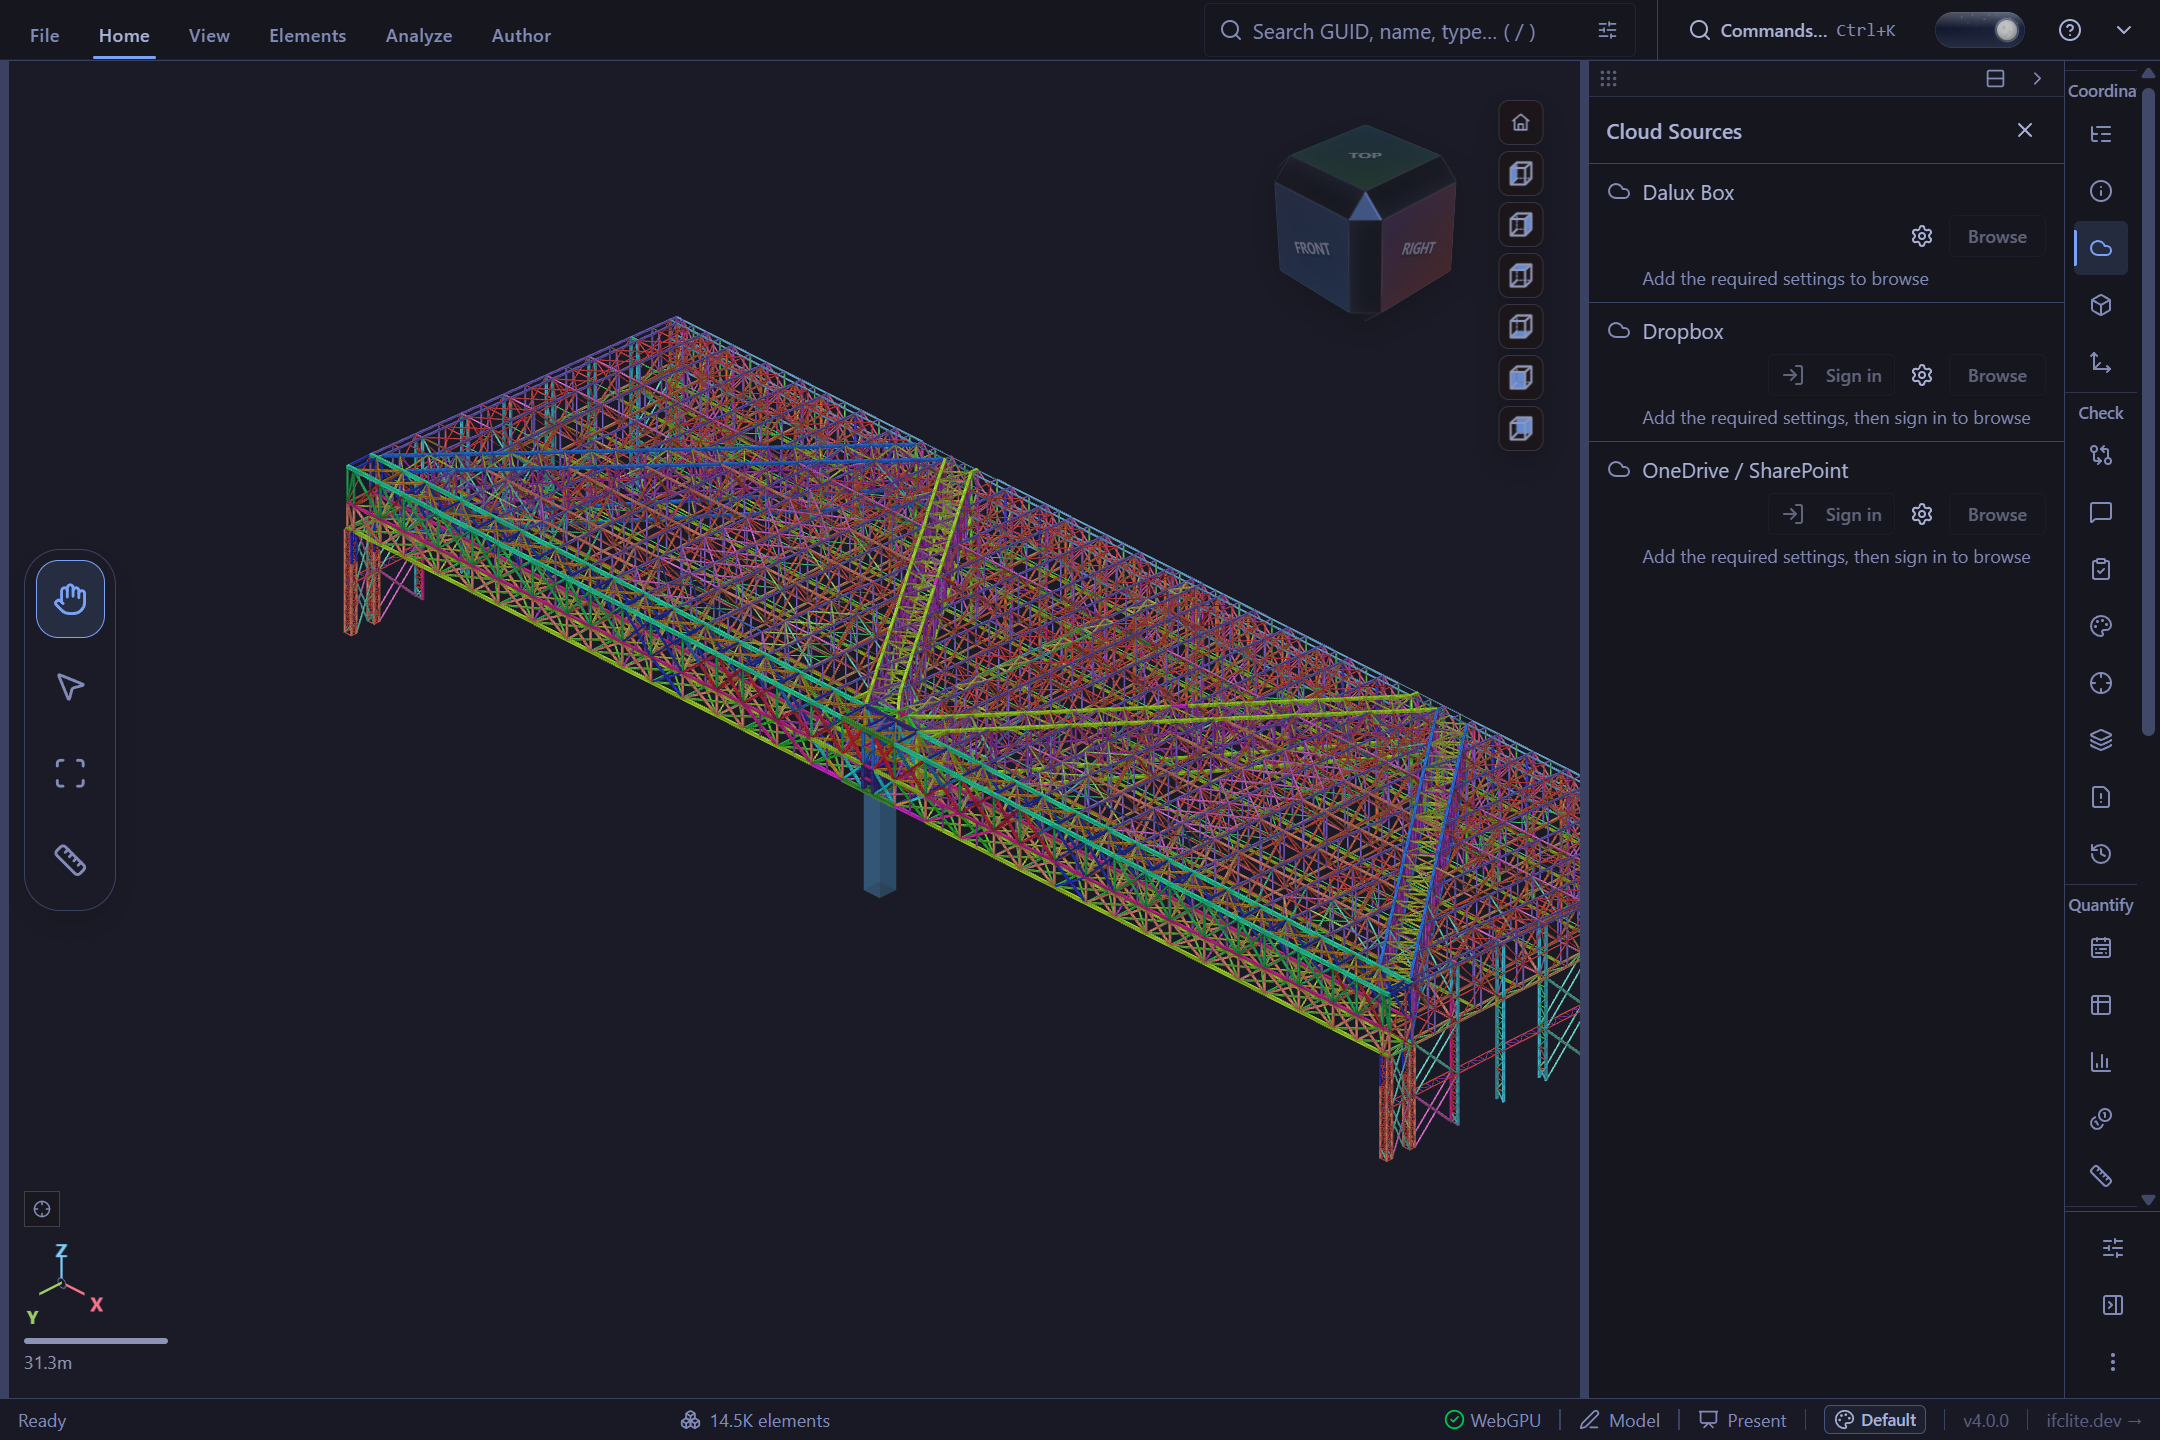 File Home View Elements Analyze Author Search GUID, name, type... ( / ) Commands... Ctrl+K
Coordina
Cloud Sources
Dalux Box
Browse
Add the required settings to browse
Dropbox
Sign in Browse
Add the required settings, then sign in to browse
OneDrive / SharePoint
Sign in Browse
Add the required settings, then sign in to browse
Check
Quantify
TOP
FRONT RIGHT
Z
X
Y
31.3m
Ready 14.5K elements WebGPU Model Present Default v4.0.0 ifclite.dev →